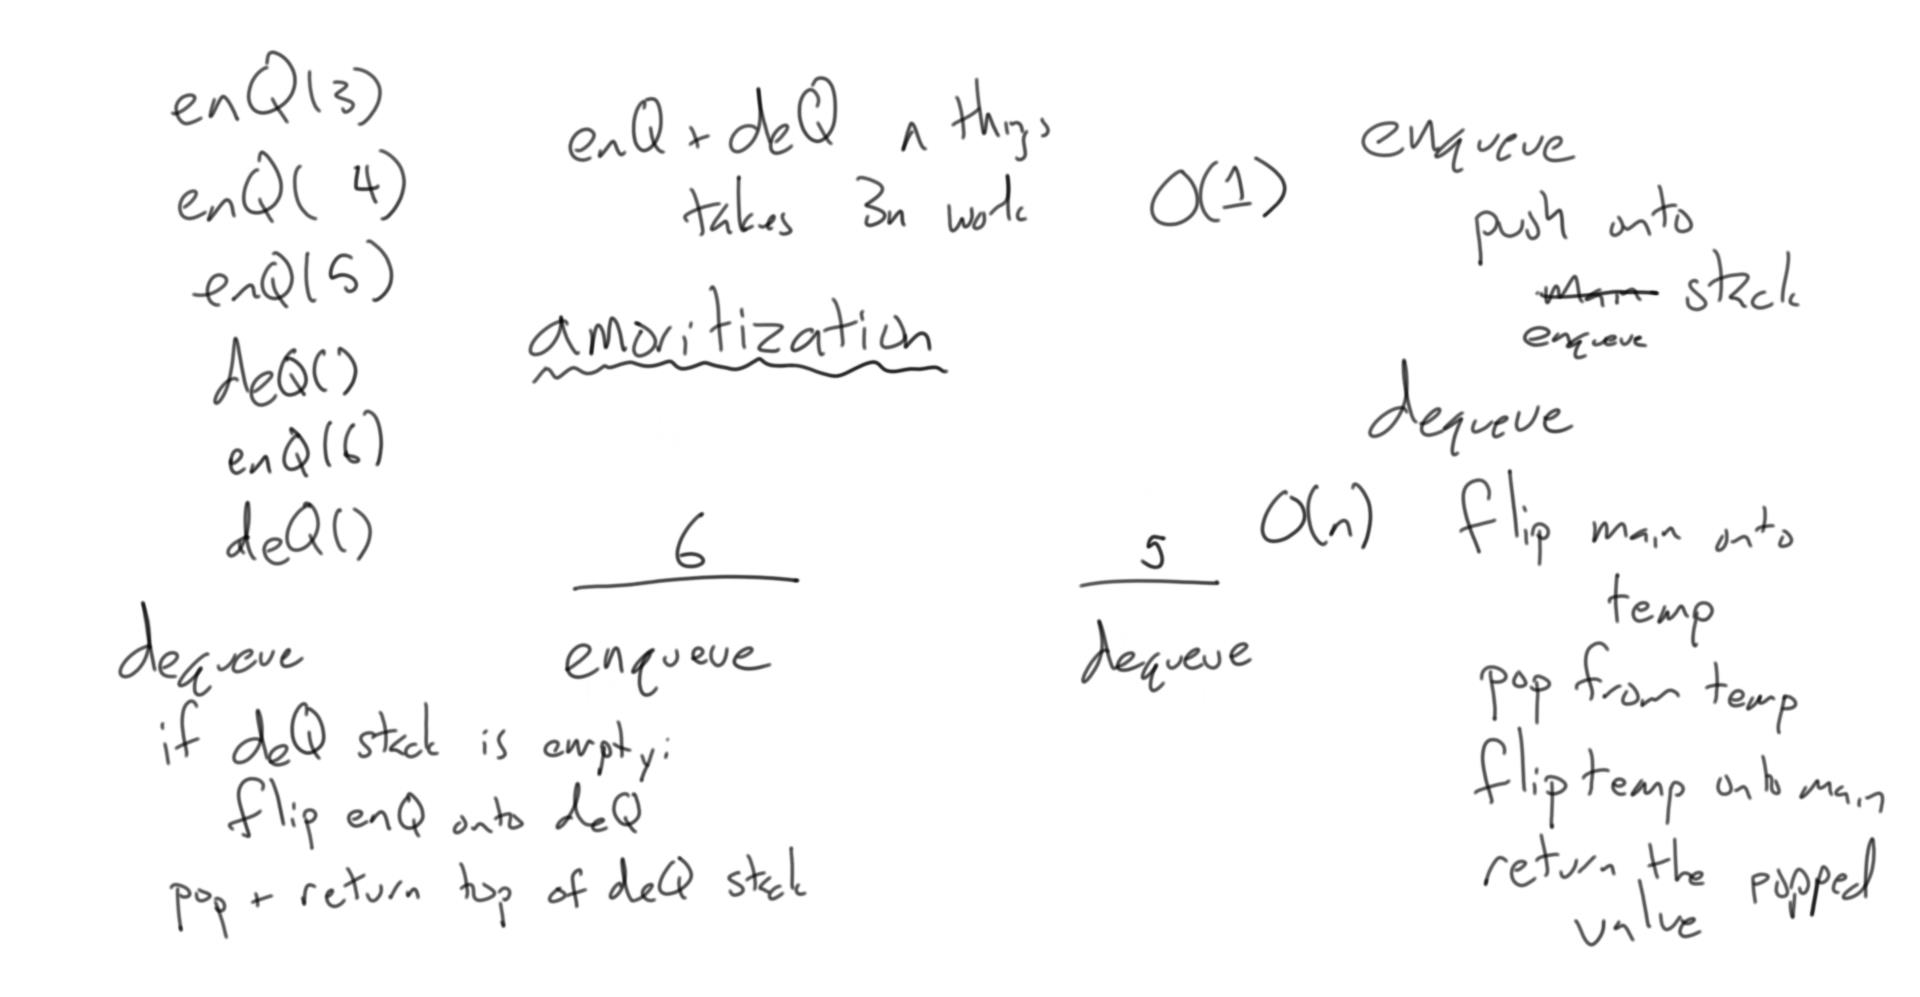 enQ(3)
enQ( 4)
enQ(5)
deQ()
enQ(6)
deQ()
enQ + deQ n things
takes 3n work
amoritization
O(1)
enqueue
push onto
main stack
enqueue
dequeue
O(n) flip main onto
temp
pop from temp
flip temp onto main
return the popped
value
6
enqueue
5
dequeue
dequeue
if deQ stack is empty:
flip enQ onto deQ
pop + return top of deQ stack